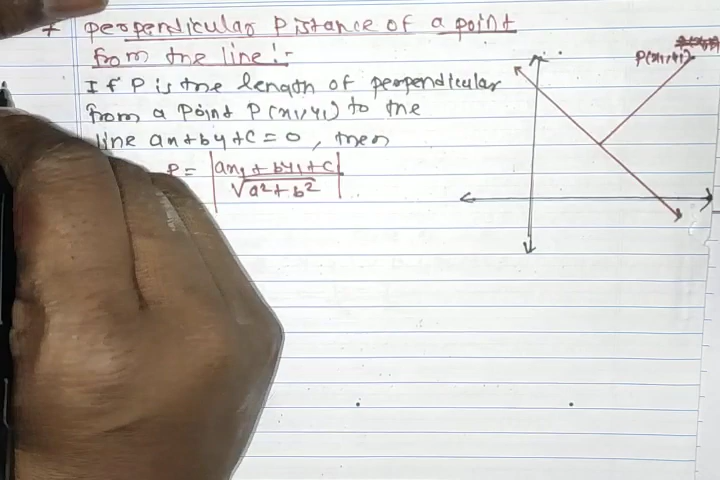 * perpendicular Distance of a point
from the line :-
If P is the length of perpendicular
from a Point P(x1,y1) to the
line ax+by+c=0, then
P = |ax1+by1+c / √a²+b²|
P(x1,y1)